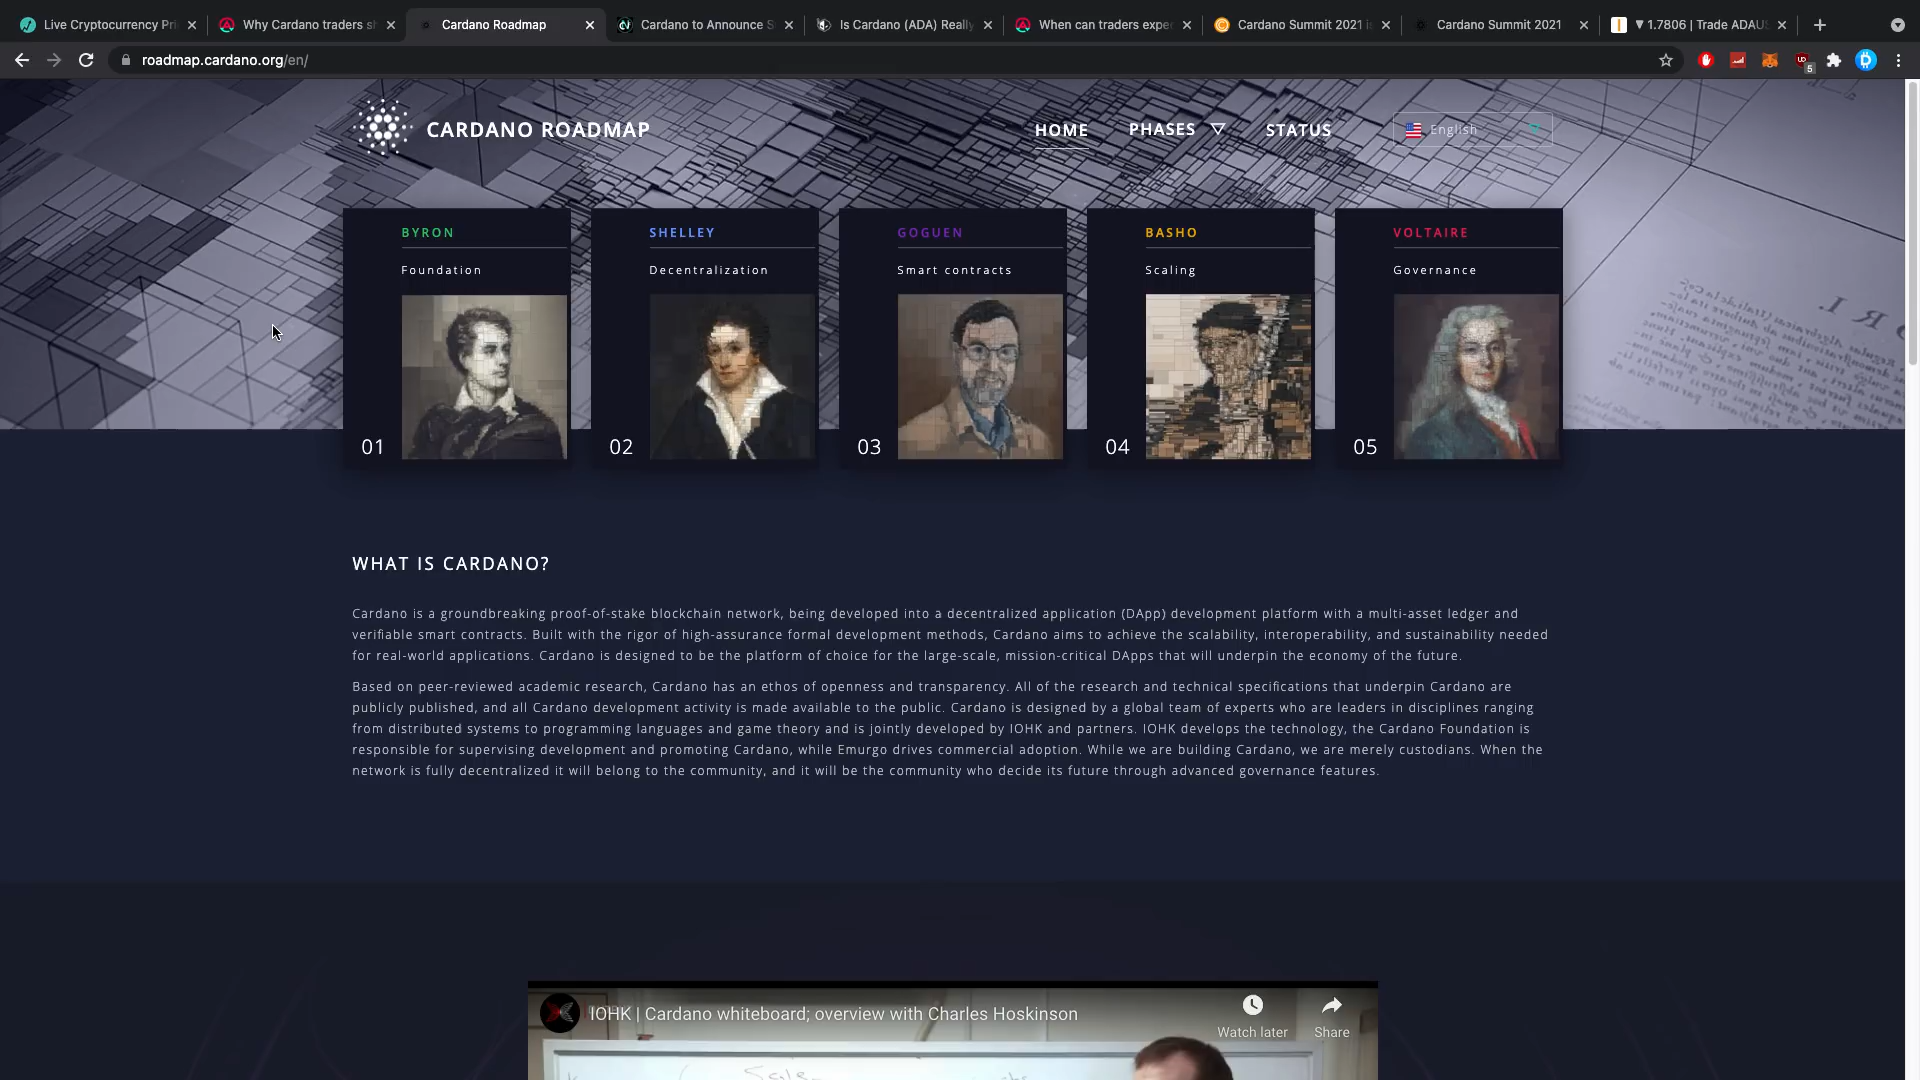 Live Cryptocurrency Pri
Why Cardano traders s
Cardano Roadmap
Cardano to Announce S
Is Cardano (ADA) Really
When can traders expe
Cardano Summit 2021 i
Cardano Summit 2021
▼ 1.7806 | Trade ADAU
roadmap.cardano.org/en/
5
CARDANO ROADMAP
HOME
PHASES
STATUS
English
BYRON
Foundation
01
SHELLEY
Decentralization
02
GOGUEN
Smart contracts
03
BASHO
Scaling
04
VOLTAIRE
Governance
05
WHAT IS CARDANO?
Cardano is a groundbreaking proof-of-stake blockchain network, being developed into a decentralized application (DApp) development platform with a multi-asset ledger and
verifiable smart contracts. Built with the rigor of high-assurance formal development methods, Cardano aims to achieve the scalability, interoperability, and sustainability needed
for real-world applications. Cardano is designed to be the platform of choice for the large-scale, mission-critical DApps that will underpin the economy of the future.
Based on peer-reviewed academic research, Cardano has an ethos of openness and transparency. All of the research and technical specifications that underpin Cardano are
publicly published, and all Cardano development activity is made available to the public. Cardano is designed by a global team of experts who are leaders in disciplines ranging
from distributed systems to programming languages and game theory and is jointly developed by IOHK and partners. IOHK develops the technology, the Cardano Foundation is
responsible for supervising development and promoting Cardano, while Emurgo drives commercial adoption. While we are building Cardano, we are merely custodians. When the
network is fully decentralized it will belong to the community, and it will be the community who decide its future through advanced governance features.
IOHK | Cardano whiteboard; overview with Charles Hoskinson
Watch later
Share